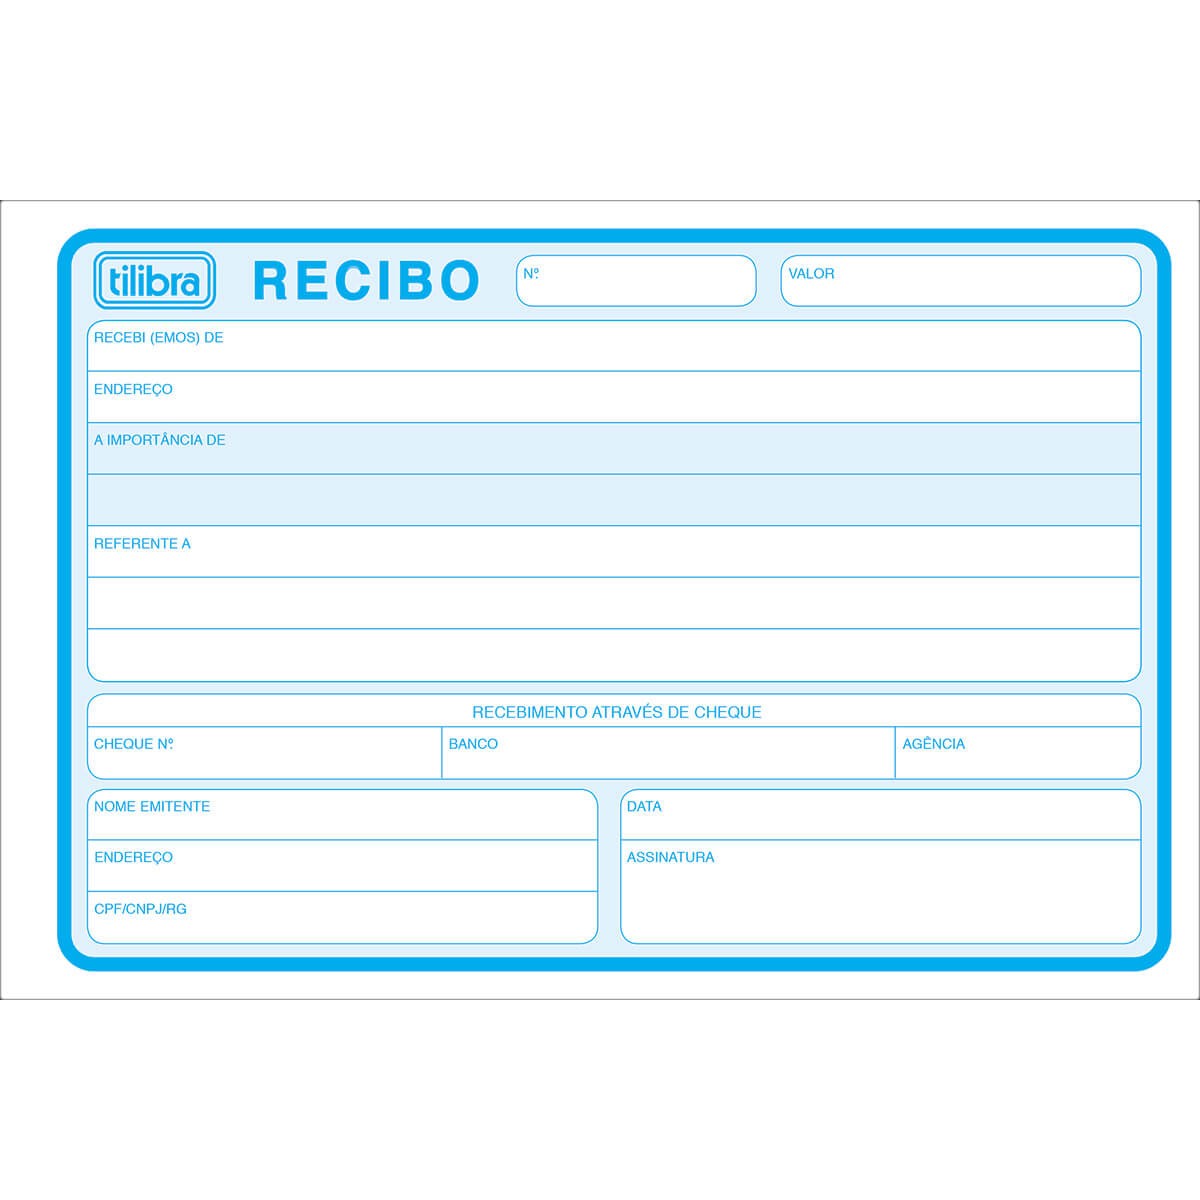 tilibra RECIBO Nº. VALOR
RECEBI (EMOS) DE
ENDEREÇO
A IMPORTÂNCIA DE
REFERENTE A
RECEBIMENTO ATRAVÉS DE CHEQUE
CHEQUE Nº. BANCO AGÊNCIA
NOME EMITENTE
ENDEREÇO
CPF/CNPJ/RG
DATA
ASSINATURA